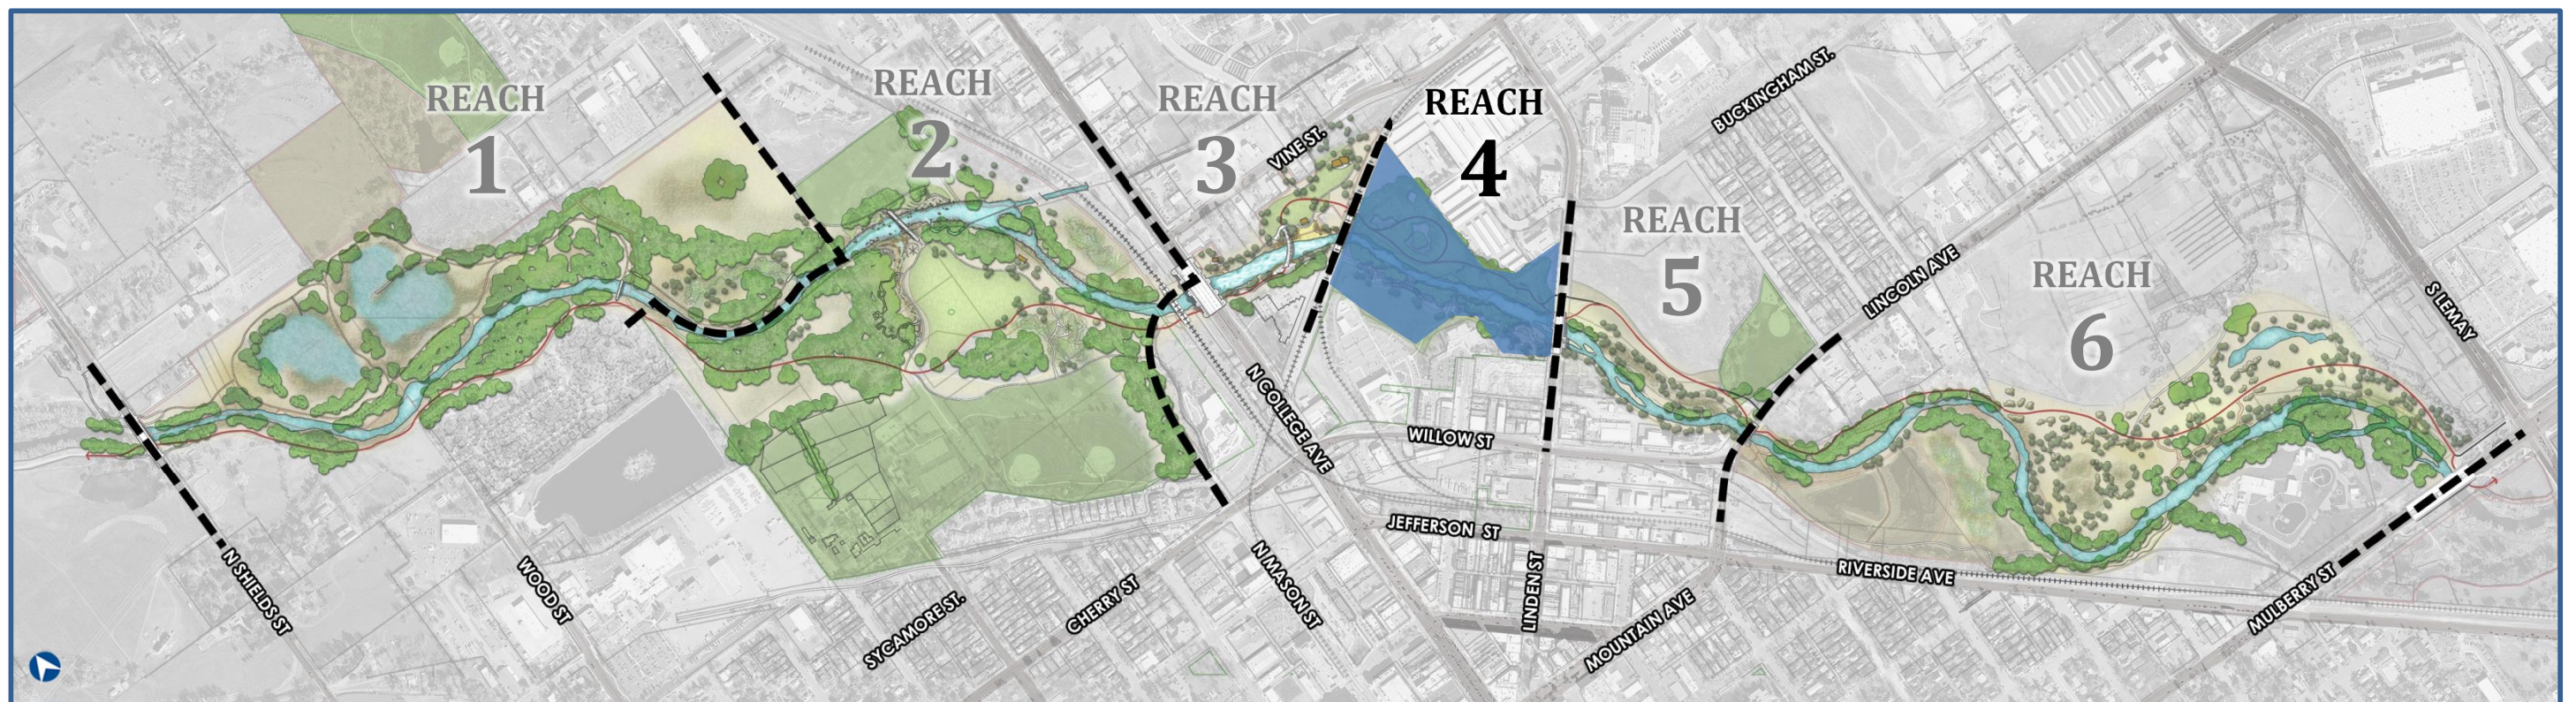 REACH
1
REACH
2
REACH
3
REACH
4
REACH
5
REACH
6
VINE ST.
BUCKINGHAM ST.
LINCOLN AVE
S LEMAY
N COLLEGE AVE
WILLOW ST
JEFFERSON ST
LINDEN ST
N SHIELDS ST
WOOD ST
SYCAMORE ST.
CHERRY ST
N MASON ST
MOUNTAIN AVE
RIVERSIDE AVE
MULBERRY ST